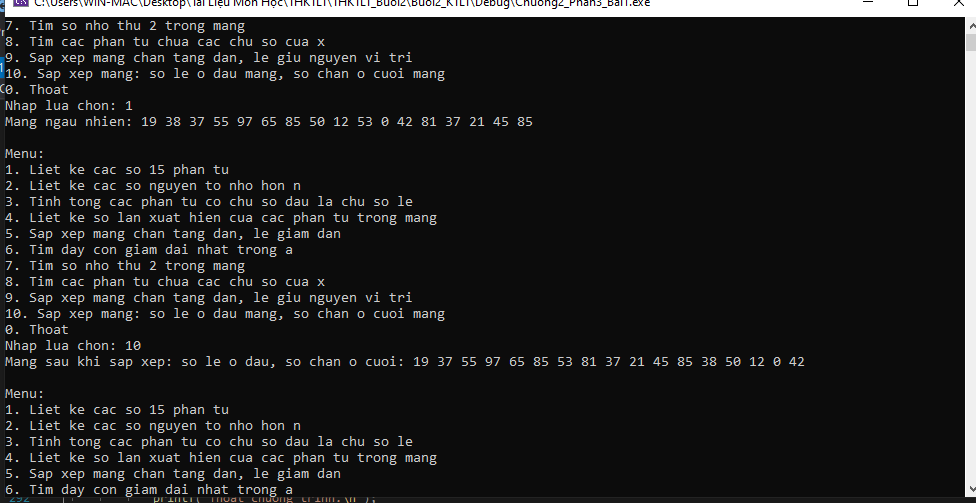 C:\Users\WIN-MAC\Desktop\Tai Liệu Môn Học\THKTLT\THKTLT_Buoi2\Buoi2_KTLT\Debug\Chuong2_Phan3_Bai1.exe
7. Tim so nho thu 2 trong mang
8. Tim cac phan tu chua cac chu so cua x
9. Sap xep mang chan tang dan, le giu nguyen vi tri
10. Sap xep mang: so le o dau mang, so chan o cuoi mang
0. Thoat
Nhap lua chon: 1
Mang ngau nhien: 19 38 37 55 97 65 85 50 12 53 0 42 81 37 21 45 85
Menu:
1. Liet ke cac so 15 phan tu
2. Liet ke cac so nguyen to nho hon n
3. Tinh tong cac phan tu co chu so dau la chu so le
4. Liet ke so lan xuat hien cua cac phan tu trong mang
5. Sap xep mang chan tang dan, le giam dan
6. Tim day con giam dai nhat trong a
7. Tim so nho thu 2 trong mang
8. Tim cac phan tu chua cac chu so cua x
9. Sap xep mang chan tang dan, le giu nguyen vi tri
10. Sap xep mang: so le o dau mang, so chan o cuoi mang
0. Thoat
Nhap lua chon: 10
Mang sau khi sap xep: so le o dau, so chan o cuoi: 19 37 55 97 65 85 53 81 37 21 45 85 38 50 12 0 42
Menu:
1. Liet ke cac so 15 phan tu
2. Liet ke cac so nguyen to nho hon n
3. Tinh tong cac phan tu co chu so dau la chu so le
4. Liet ke so lan xuat hien cua cac phan tu trong mang
5. Sap xep mang chan tang dan, le giam dan
6. Tim day con giam dai nhat trong a
292 printf("Thoat chuong trinh.\n");